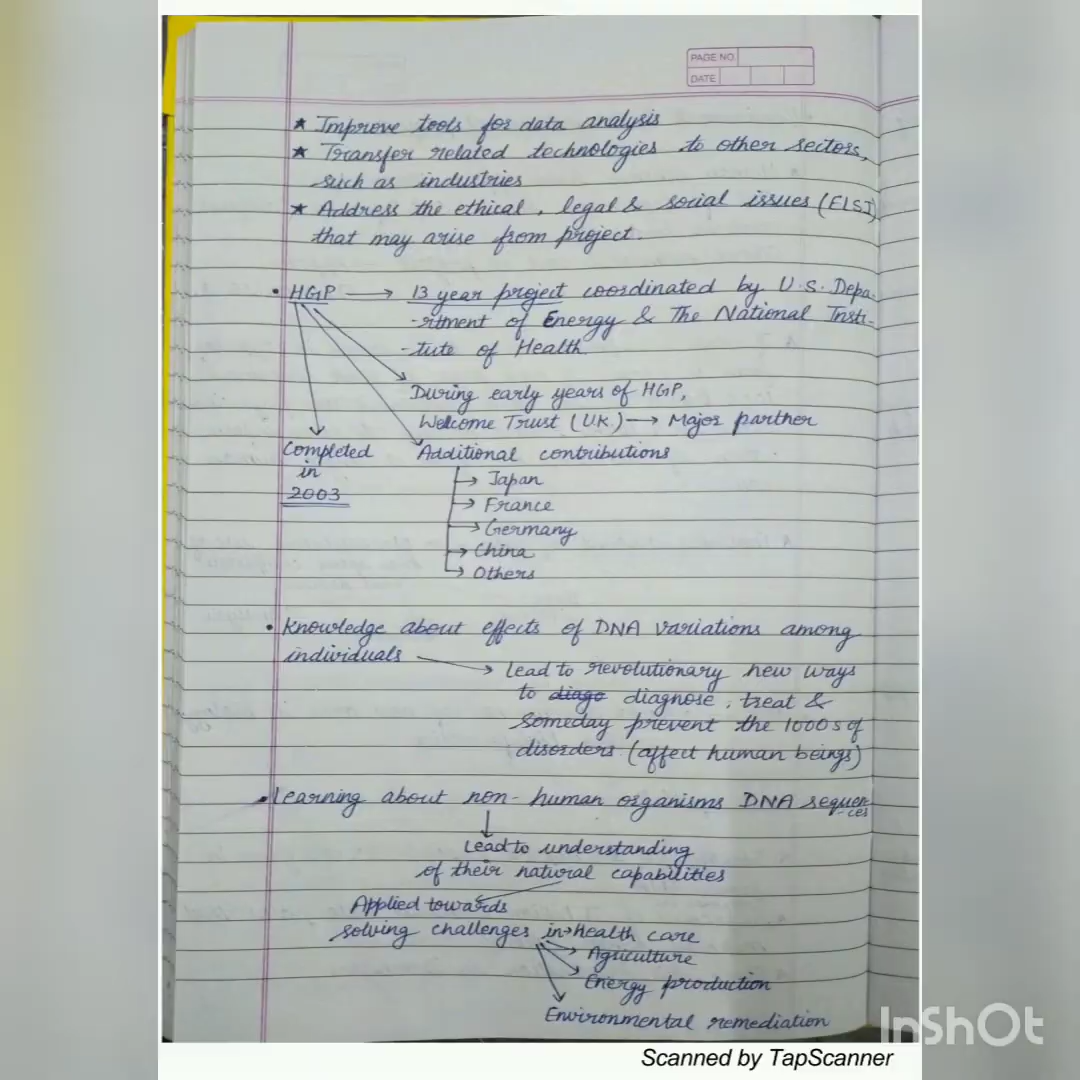 PAGE NO.
DATE
★ Improve tools for data analysis
★ Transfer related technologies to other sectors,
such as industries
★ Address the ethical, legal & social issues (ELSI)
that may arise from project.
• HGP → 13 year project coordinated by U.S. Depa-
-rtment of Energy & The National Insti-
-tute of Health.
During early years of HGP,
Wellcome Trust (U.K.) → Major partner
Completed
in
2003
Additional contributions
→ Japan
→ France
→ Germany
→ China
→ Others
• Knowledge about effects of DNA variations among
individuals
→ Lead to revolutionary new ways
to diago diagnose, treat &
someday prevent the 1000s of
disorders (affect human beings)
• Learning about non-human organisms DNA sequen-
-ces
Lead to understanding
of their natural capabilities
Applied towards
solving challenges in → Health care
Agriculture
Energy production
Environmental remediation
InShOt
Scanned by TapScanner